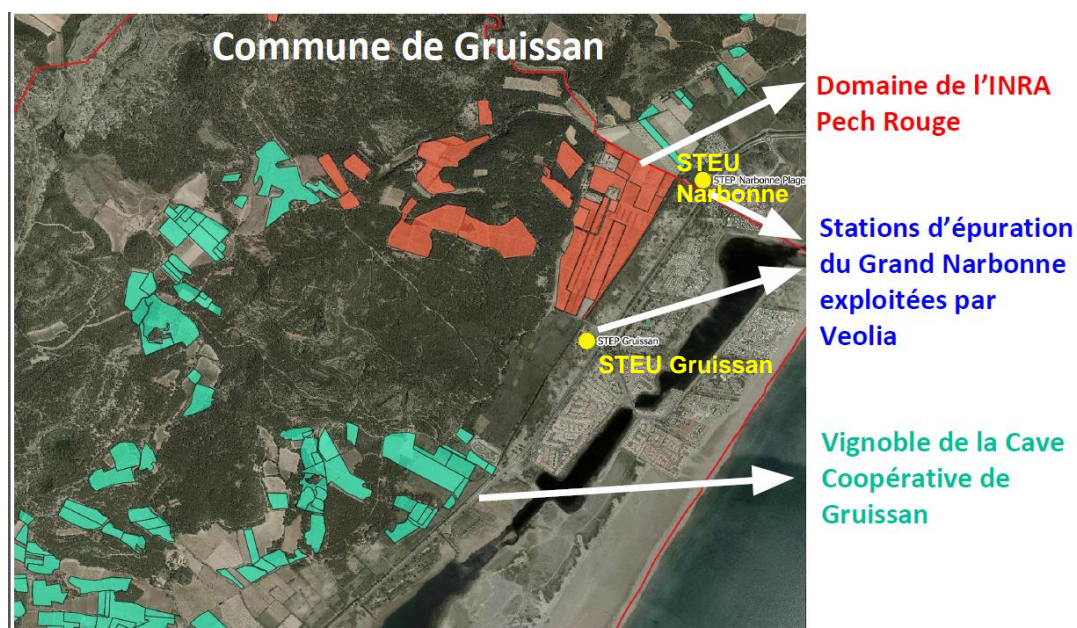 Commune de Gruissan
Domaine de l'INRA
Pech Rouge
STEU
Narbonne
STEP Narbonne Plage
Stations d'épuration
du Grand Narbonne
exploitées par
Veolia
STEP Gruissan
STEU Gruissan
Vignoble de la Cave
Coopérative de
Gruissan